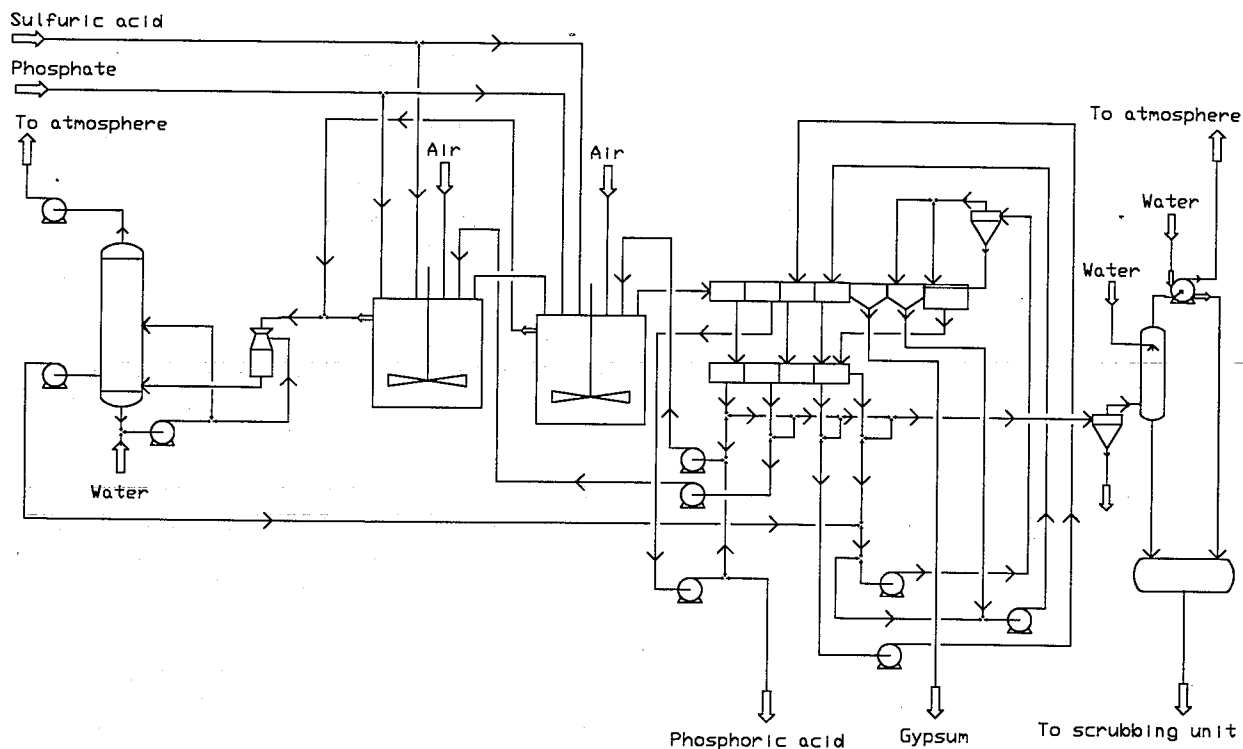 Sulfuric acid
Phosphate
To atmosphere
Air
Air
To atmosphere
Water
Water
Water
Phosphoric acid
Gypsum
To scrubbing unit